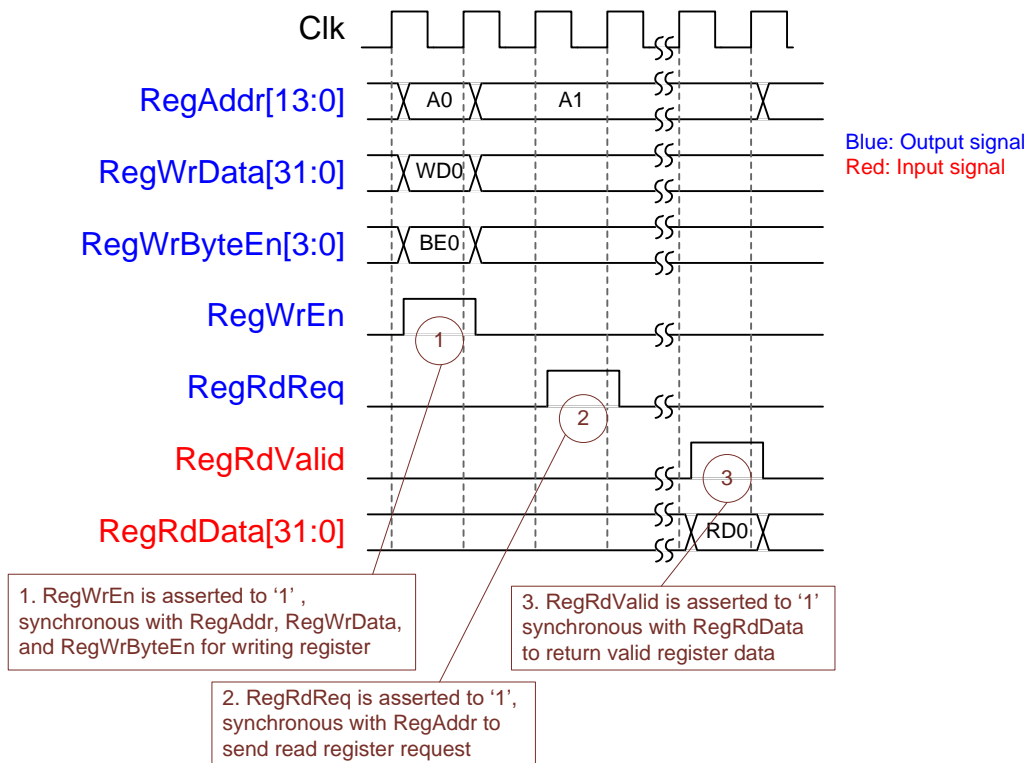 Clk
RegAddr[13:0]
A0
A1
Blue: Output signal
Red: Input signal
RegWrData[31:0]
WD0
RegWrByteEn[3:0]
BE0
RegWrEn
1
RegRdReq
2
RegRdValid
3
RegRdData[31:0]
RD0
1. RegWrEn is asserted to ‘1’ ,
synchronous with RegAddr, RegWrData,
and RegWrByteEn for writing register
3. RegRdValid is asserted to ‘1’
synchronous with RegRdData
to return valid register data
2. RegRdReq is asserted to ‘1’,
synchronous with RegAddr to
send read register request